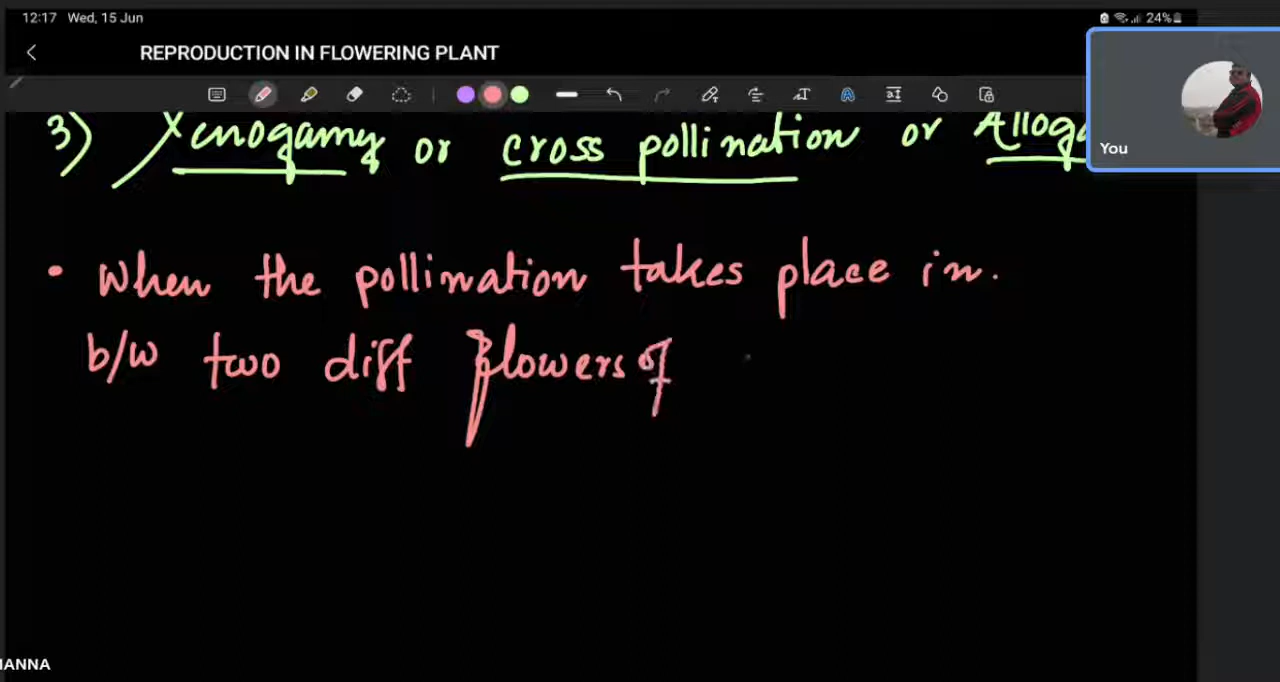 12:17 Wed, 15 Jun 24%
REPRODUCTION IN FLOWERING PLANT
3) Xenogamy or cross pollination or Alloga
You
• When the pollination takes place in.
b/w two diff flowers of
IANNA